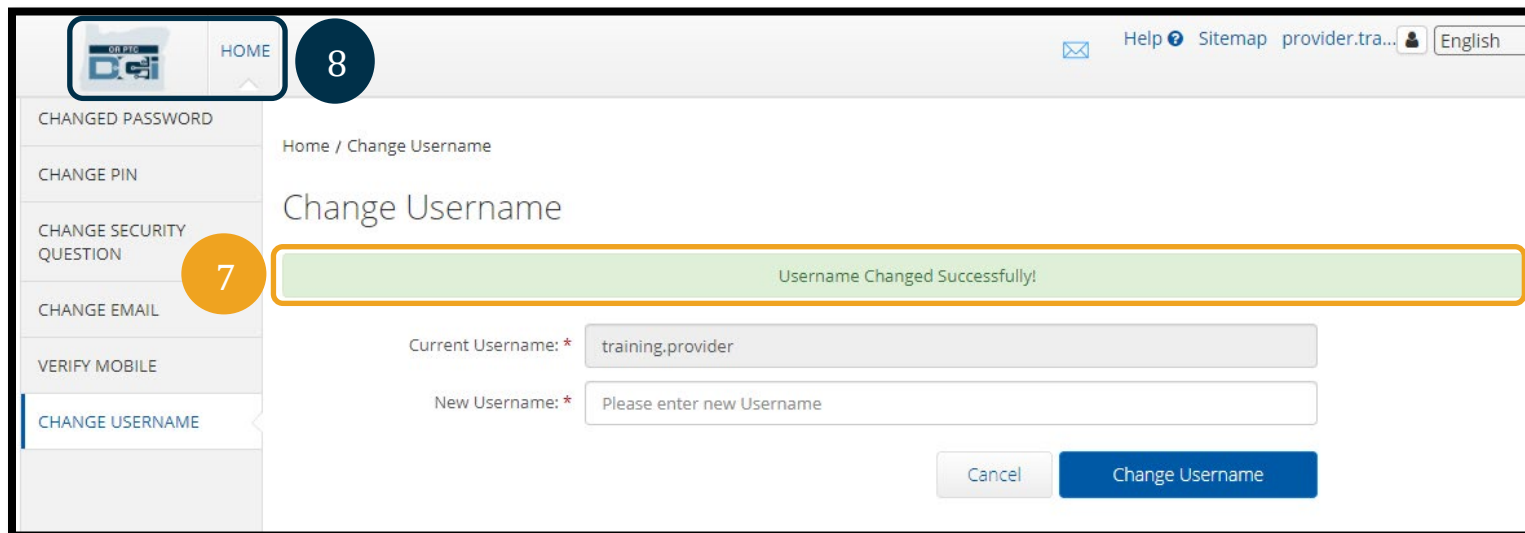 OR PTC
DCi
HOME
8
Help ? Sitemap provider.tra... English
CHANGED PASSWORD
CHANGE PIN
CHANGE SECURITY
QUESTION
CHANGE EMAIL
VERIFY MOBILE
CHANGE USERNAME
Home / Change Username
Change Username
7
Username Changed Successfully!
Current Username: * training.provider
New Username: * Please enter new Username
Cancel Change Username